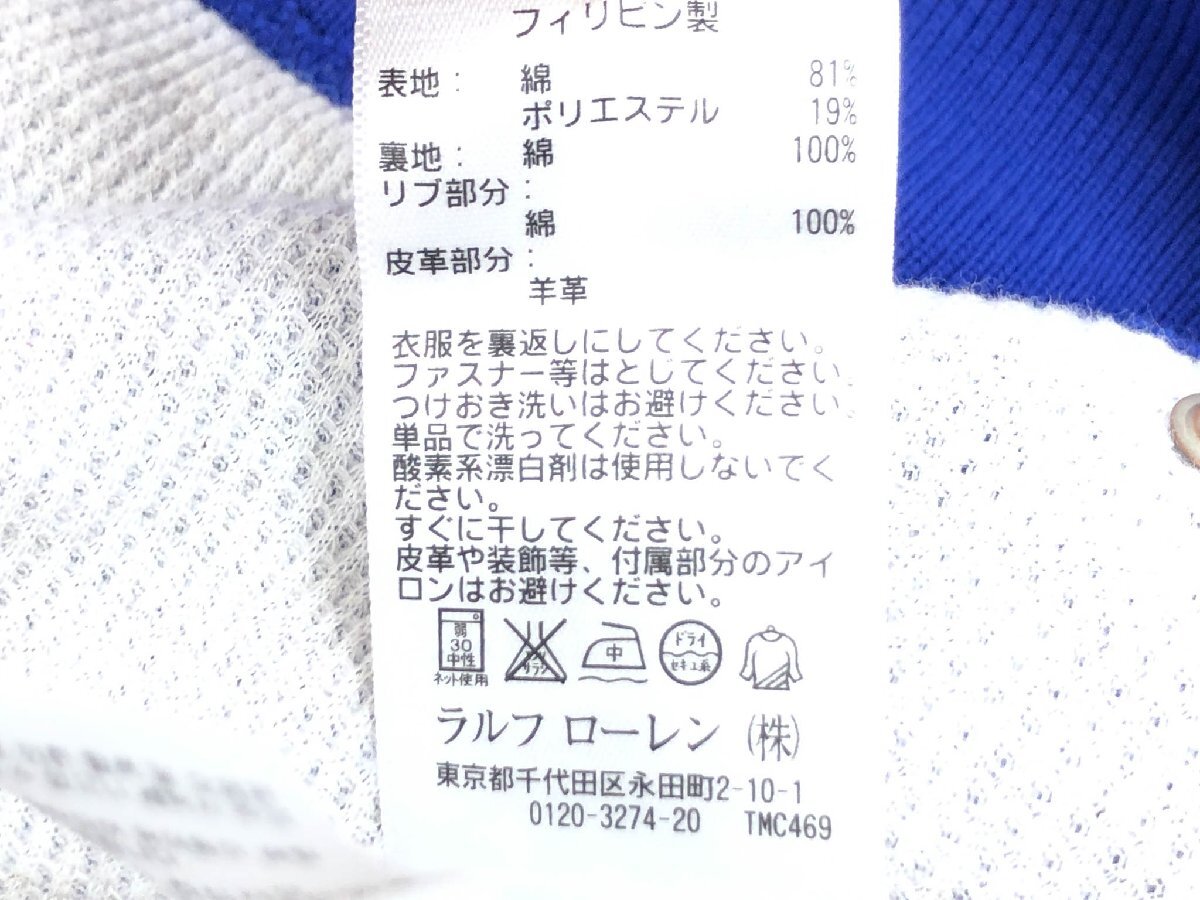 フィリピン製
表地: 綿 81%
ポリエステル 19%
裏地: 綿 100%
リブ部分:
綿 100%
皮革部分:
羊革
衣服を裏返しにしてください。
ファスナー等はとしてください。
つけおき洗いはお避けください。
単品で洗ってください。
酸素系漂白剤は使用しないでく
ださい。
すぐに干してください。
皮革や装飾等、付属部分のアイ
ロンはお避けください。
弱
30
中性
ネット使用
中
ドライ
セキユ系
ラルフ ローレン (株)
東京都千代田区永田町2-10-1
0120-3274-20 TMC469